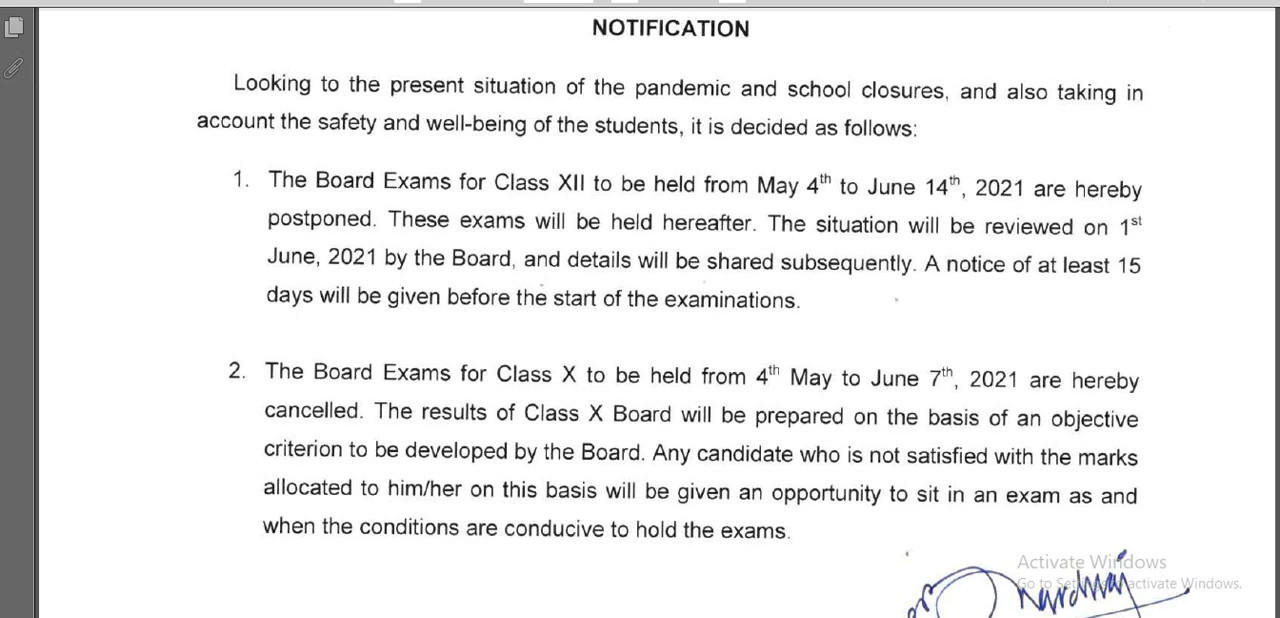 NOTIFICATION
Looking to the present situation of the pandemic and school closures, and also taking in
account the safety and well-being of the students, it is decided as follows:
1. The Board Exams for Class XII to be held from May 4th to June 14th, 2021 are hereby
postponed. These exams will be held hereafter. The situation will be reviewed on 1st
June, 2021 by the Board, and details will be shared subsequently. A notice of at least 15
days will be given before the start of the examinations.
2. The Board Exams for Class X to be held from 4th May to June 7th, 2021 are hereby
cancelled. The results of Class X Board will be prepared on the basis of an objective
criterion to be developed by the Board. Any candidate who is not satisfied with the marks
allocated to him/her on this basis will be given an opportunity to sit in an exam as and
when the conditions are conducive to hold the exams.
Activate Windows
Go to Settings to activate Windows.